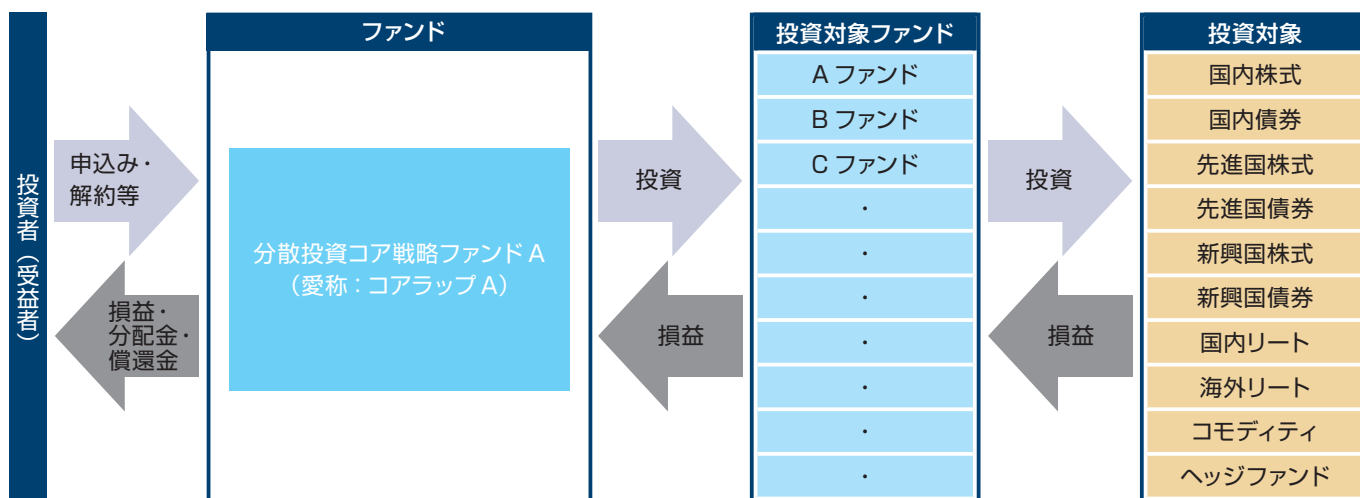 投資者（受益者）
申込み・
解約等
損益・
分配金・
償還金
ファンド
分散投資コア戦略ファンドA
（愛称：コアラップA）
投資
損益
投資対象ファンド
A ファンド
B ファンド
C ファンド
・
・
・
・
・
・
・
投資
損益
投資対象
国内株式
国内債券
先進国株式
先進国債券
新興国株式
新興国債券
国内リート
海外リート
コモディティ
ヘッジファンド